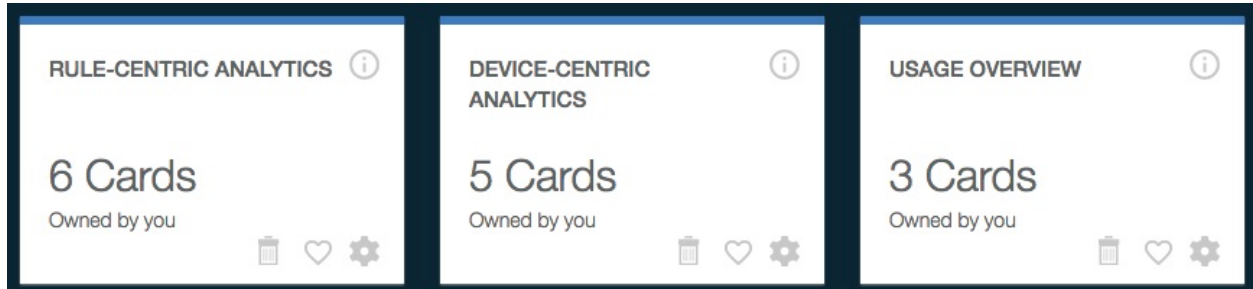 RULE-CENTRIC ANALYTICS
6 Cards
Owned by you
DEVICE-CENTRIC
ANALYTICS
5 Cards
Owned by you
USAGE OVERVIEW
3 Cards
Owned by you